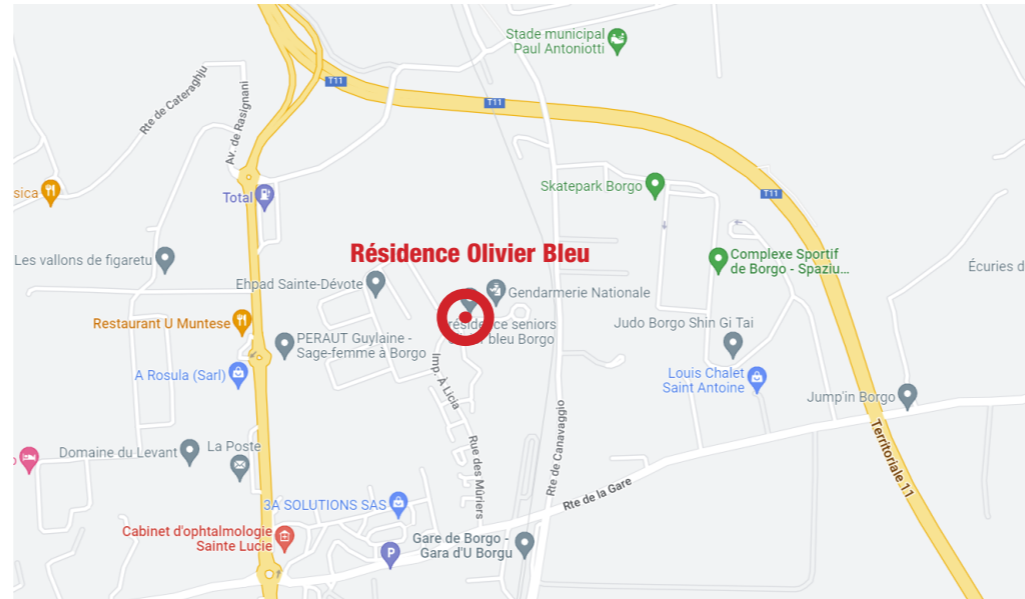 Stade municipal
Paul Antoniotti
T11
T11
Rte de Cateraghju
Av. de Rasignani
Total
sica
Skatepark Borgo
T11
Résidence Olivier Bleu
Les vallons de figaretu
Complexe Sportif
de Borgo - Spaziu...
Écuries d
Ehpad Sainte-Dévote
Gendarmerie Nationale
Restaurant U Muntese
résidence seniors
bleu Borgo
Judo Borgo Shin Gi Tai
PERAUT Guylaine -
Sage-femme à Borgo
A Rosula (Sarl)
Imp. À Licia
Louis Chalet
Saint Antoine
Jump'in Borgo
Domaine du Levant
La Poste
Rue des Mûriers
Rte de Canavaggio
Territoriale 11
Rte de la Gare
3A SOLUTIONS SAS
Cabinet d'ophtalmologie
Sainte Lucie
P
Gare de Borgo -
Gara d'U Borgu